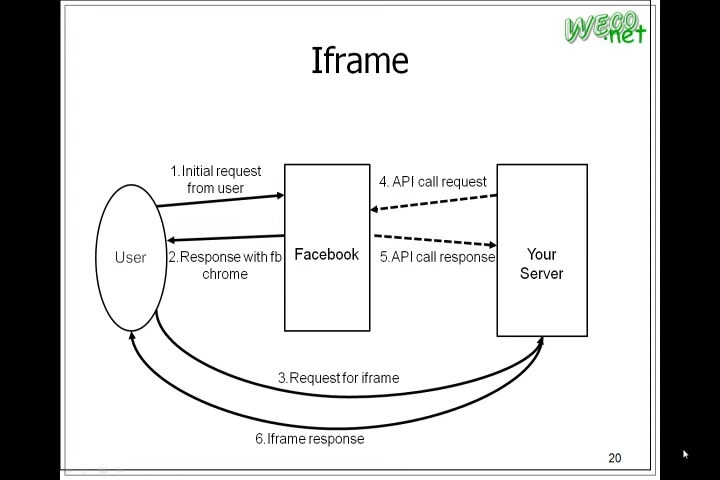 WECO
.net
Iframe
1.Initial request
from user
4. API call request
User
2.Response with fb
chrome
Facebook
5.API call response
Your
Server
3.Request for iframe
6.Iframe response
20